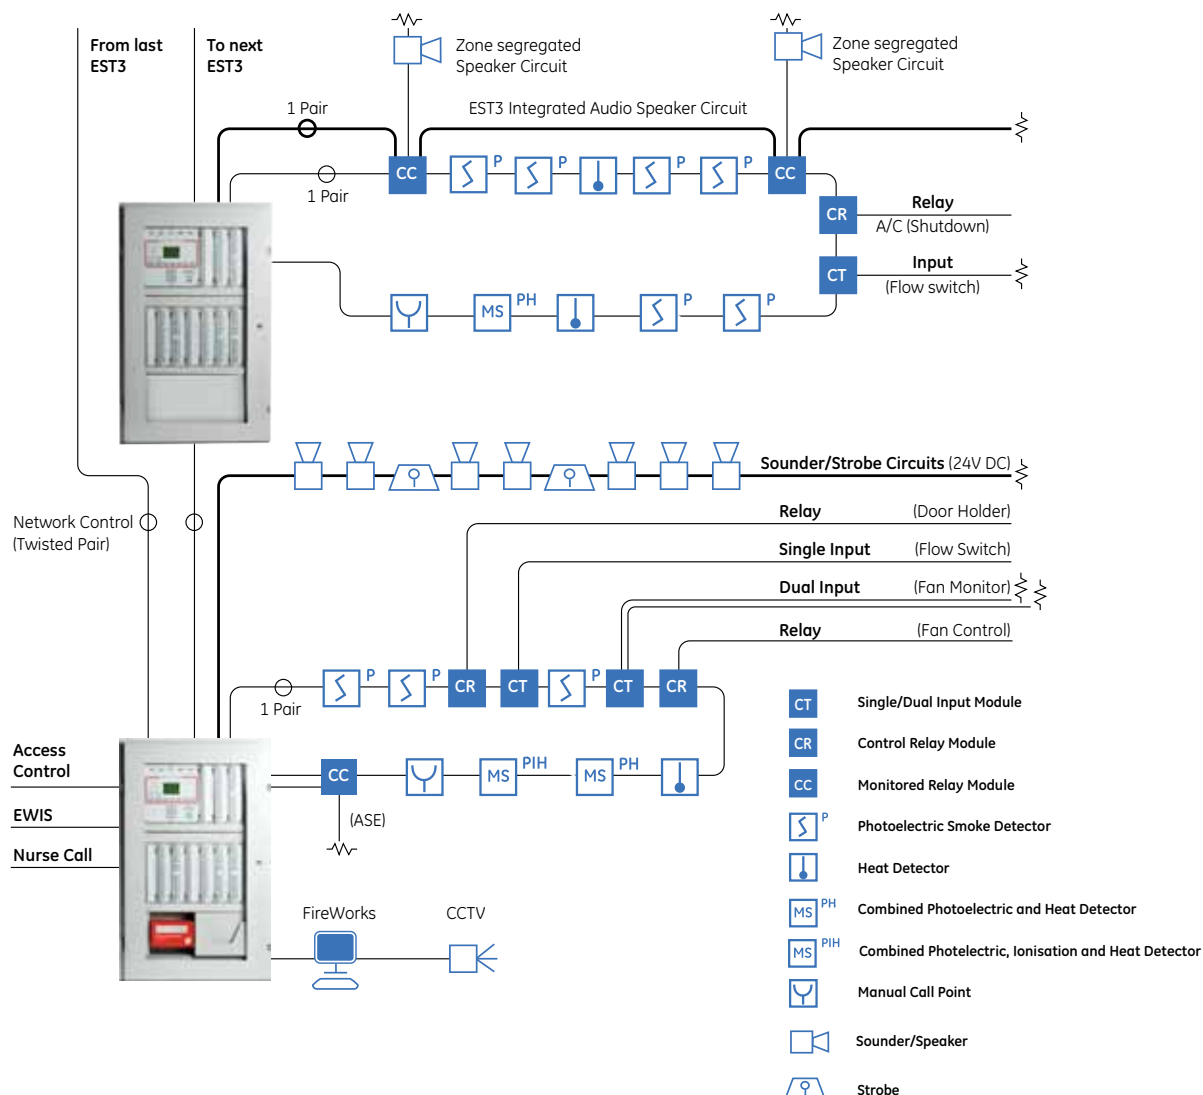 From last
EST3
To next
EST3
Zone segregated
Speaker Circuit
Zone segregated
Speaker Circuit
1 Pair
EST3 Integrated Audio Speaker Circuit
CC
P
P
P
P
CC
1 Pair
CR
Relay
A/C (Shutdown)
CT
Input
(Flow switch)
MS
PH
P
P
Sounder/Strobe Circuits (24V DC)
Network Control
(Twisted Pair)
Relay (Door Holder)
Single Input (Flow Switch)
Dual Input (Fan Monitor)
Relay (Fan Control)
P
P
CR
CT
P
CT
CR
1 Pair
Access
Control
EWIS
Nurse Call
CC
(ASE)
MS
PIH
MS
PH
FireWorks
CCTV
CT Single/Dual Input Module
CR Control Relay Module
CC Monitored Relay Module
P Photoelectric Smoke Detector
Heat Detector
MS PH Combined Photoelectric and Heat Detector
MS PIH Combined Photelectric, Ionisation and Heat Detector
Manual Call Point
Sounder/Speaker
Strobe